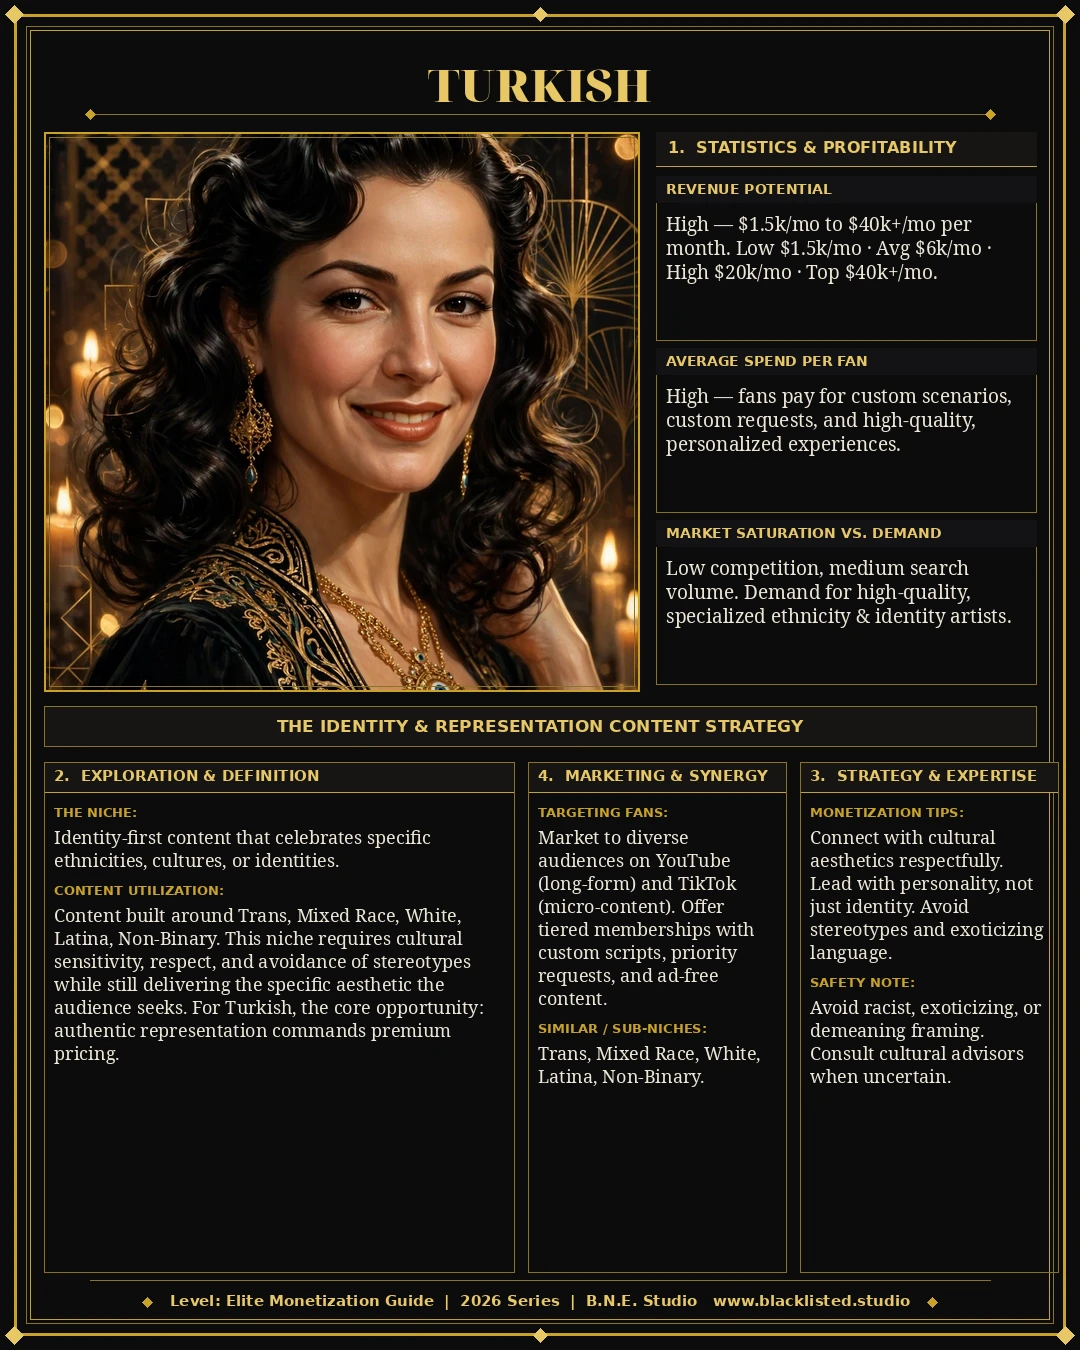 TURKISH
1. STATISTICS & PROFITABILITY
REVENUE POTENTIAL
High — $1.5k/mo to $40k+/mo per
month. Low $1.5k/mo · Avg $6k/mo ·
High $20k/mo · Top $40k+/mo.
AVERAGE SPEND PER FAN
High — fans pay for custom scenarios,
custom requests, and high-quality,
personalized experiences.
MARKET SATURATION VS. DEMAND
Low competition, medium search
volume. Demand for high-quality,
specialized ethnicity & identity artists.
THE IDENTITY & REPRESENTATION CONTENT STRATEGY
2. EXPLORATION & DEFINITION
THE NICHE:
Identity-first content that celebrates specific
ethnicities, cultures, or identities.
CONTENT UTILIZATION:
Content built around Trans, Mixed Race, White,
Latina, Non-Binary. This niche requires cultural
sensitivity, respect, and avoidance of stereotypes
while still delivering the specific aesthetic the
audience seeks. For Turkish, the core opportunity:
authentic representation commands premium
pricing.
4. MARKETING & SYNERGY
TARGETING FANS:
Market to diverse
audiences on YouTube
(long-form) and TikTok
(micro-content). Offer
tiered memberships with
custom scripts, priority
requests, and ad-free
content.
SIMILAR / SUB-NICHES:
Trans, Mixed Race, White,
Latina, Non-Binary.
3. STRATEGY & EXPERTISE
MONETIZATION TIPS:
Connect with cultural
aesthetics respectfully.
Lead with personality, not
just identity. Avoid
stereotypes and exoticizing
language.
SAFETY NOTE:
Avoid racist, exoticizing, or
demeaning framing.
Consult cultural advisors
when uncertain.
Level: Elite Monetization Guide | 2026 Series | B.N.E. Studio www.blacklisted.studio